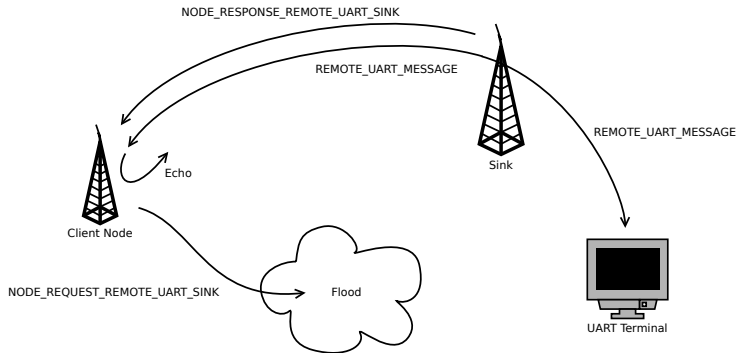 NODE_RESPONSE_REMOTE_UART_SINK
REMOTE_UART_MESSAGE
REMOTE_UART_MESSAGE
Sink
Echo
Client Node
NODE_REQUEST_REMOTE_UART_SINK
Flood
UART Terminal